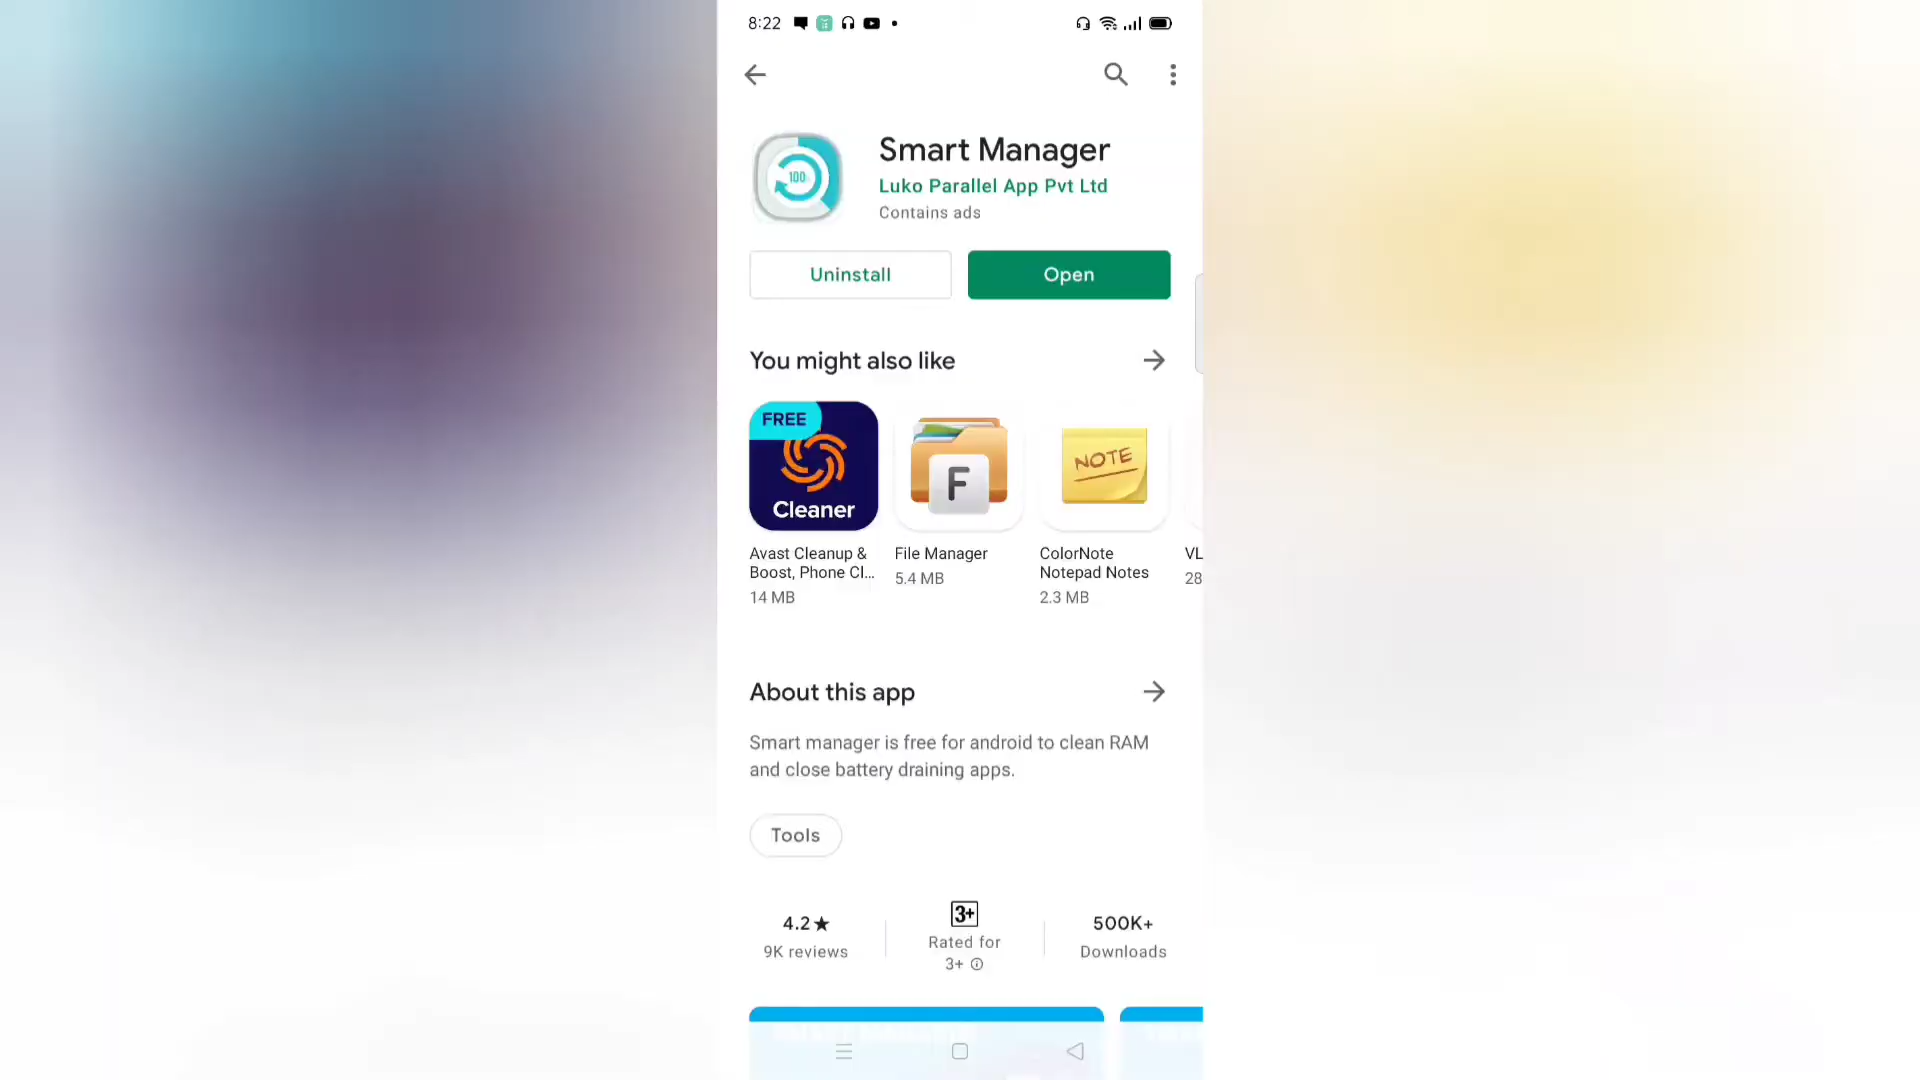 8:22
100
Smart Manager
Luko Parallel App Pvt Ltd
Contains ads
Uninstall
Open
You might also like
FREE
Cleaner
F
NOTE
Avast Cleanup &
Boost, Phone Cl...
14 MB
File Manager
5.4 MB
ColorNote
Notepad Notes
2.3 MB
VL
28
About this app
Smart manager is free for android to clean RAM
and close battery draining apps.
Tools
4.2★
9K reviews
3+
Rated for
3+
500K+
Downloads